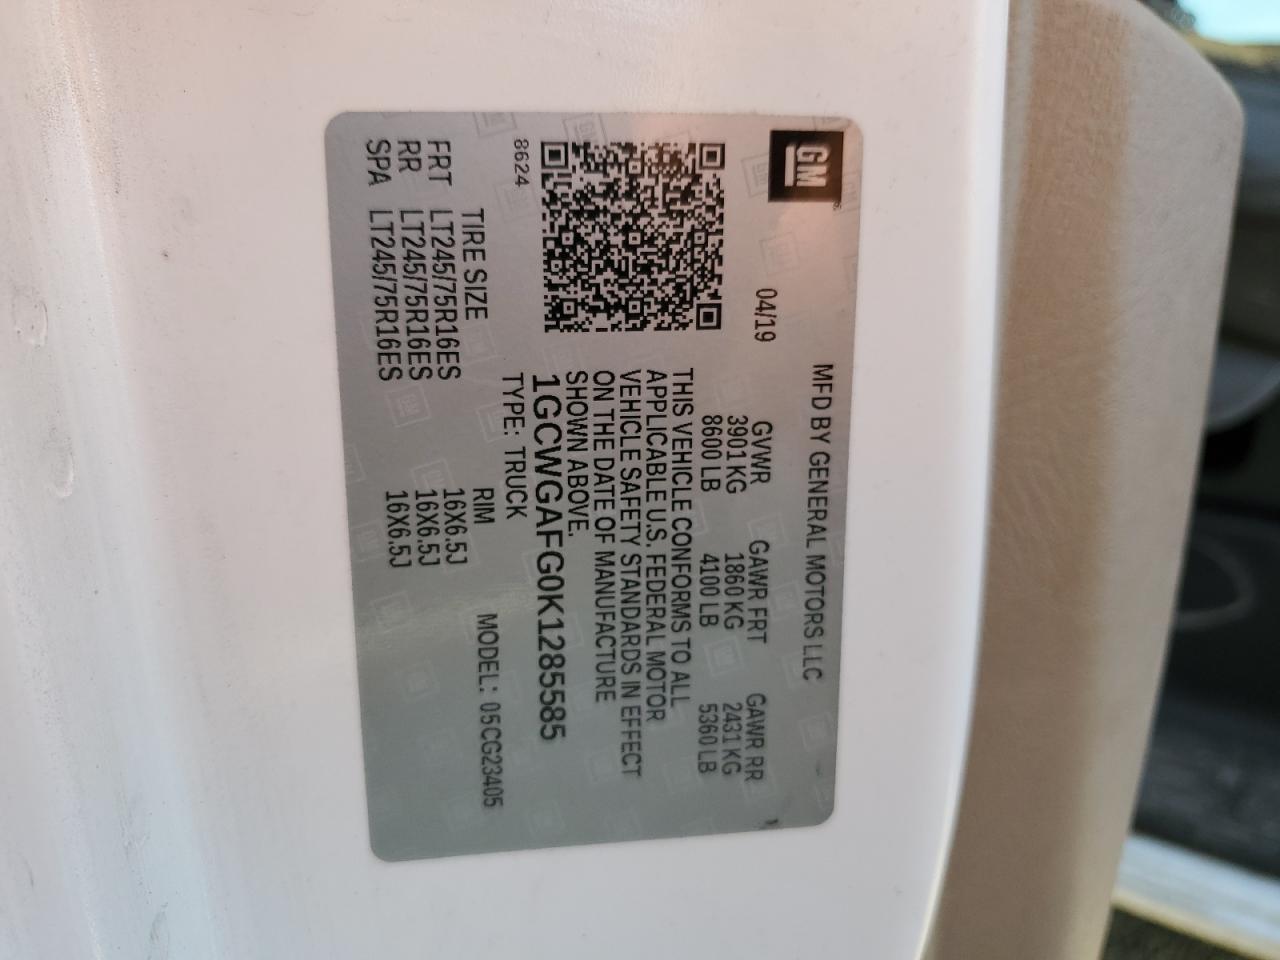 GM
MFD BY GENERAL MOTORS LLC
04/19
GVWR GAWR FRT GAWR RR
3901 KG 1860 KG 2431 KG
8600 LB 4100 LB 5360 LB
THIS VEHICLE CONFORMS TO ALL
APPLICABLE U.S. FEDERAL MOTOR
VEHICLE SAFETY STANDARDS IN EFFECT
ON THE DATE OF MANUFACTURE
SHOWN ABOVE.
1GCWGAFG0K1285585
8624
TYPE: TRUCK
TIRE SIZE RIM MODEL: 05CG23405
FRT LT245/75R16ES 16X6.5J
RR LT245/75R16ES 16X6.5J
SPA LT245/75R16ES 16X6.5J